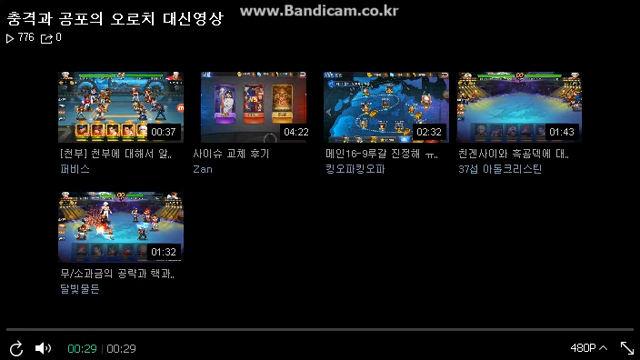 www.Bandicam.co.kr
충격과 공포의 오로치 대신영상
776 0
00:37
04:22
02:32
01:43
[천부] 천부에 대해서 알..
사이슈 교체 후기
메인16-9루갈 진정해 ㅠ..
친겐사이와 흑곰덱에 대..
퍼비스
Zan
킹오파킹오파
37섭 아돌크리스틴
01:32
무/소과금의 공략과 핵과..
달빛물든
00:29 00:29
480P